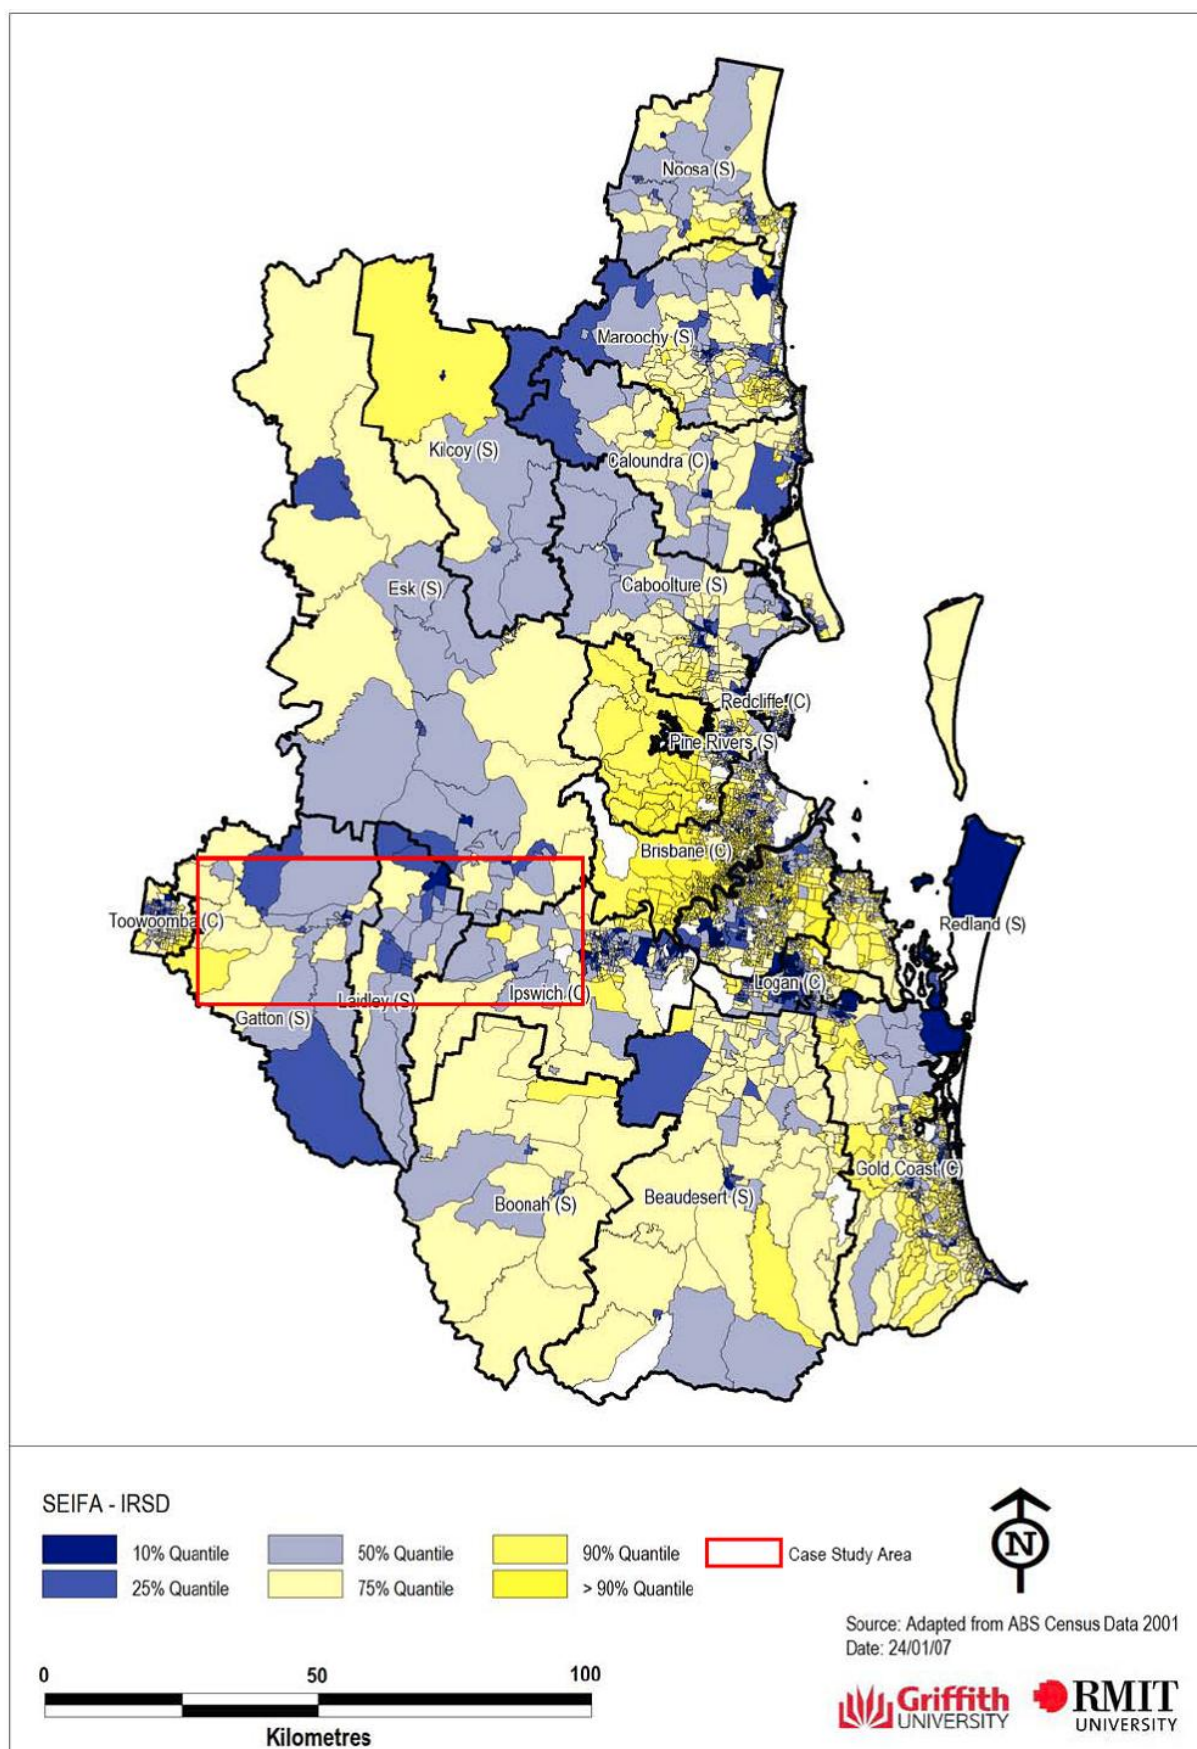 Noosa (S)
Maroochy (S)
Kilcoy (S)
Caloundra (C)
Esk (S)
Caboolture (S)
Redcliffe (C)
Pine Rivers (S)
Brisbane (C)
Toowoomba (C)
Redland (S)
Logan (C)
Ipswich (C)
Laidley (S)
Gatton (S)
Gold Coast (C)
Boonah (S)
Beaudesert (S)
SEIFA - IRSD
10% Quantile
50% Quantile
90% Quantile
Case Study Area
25% Quantile
75% Quantile
> 90% Quantile
N
Source: Adapted from ABS Census Data 2001
Date: 24/01/07
0 50 100
Kilometres
Griffith
UNIVERSITY
RMIT
UNIVERSITY